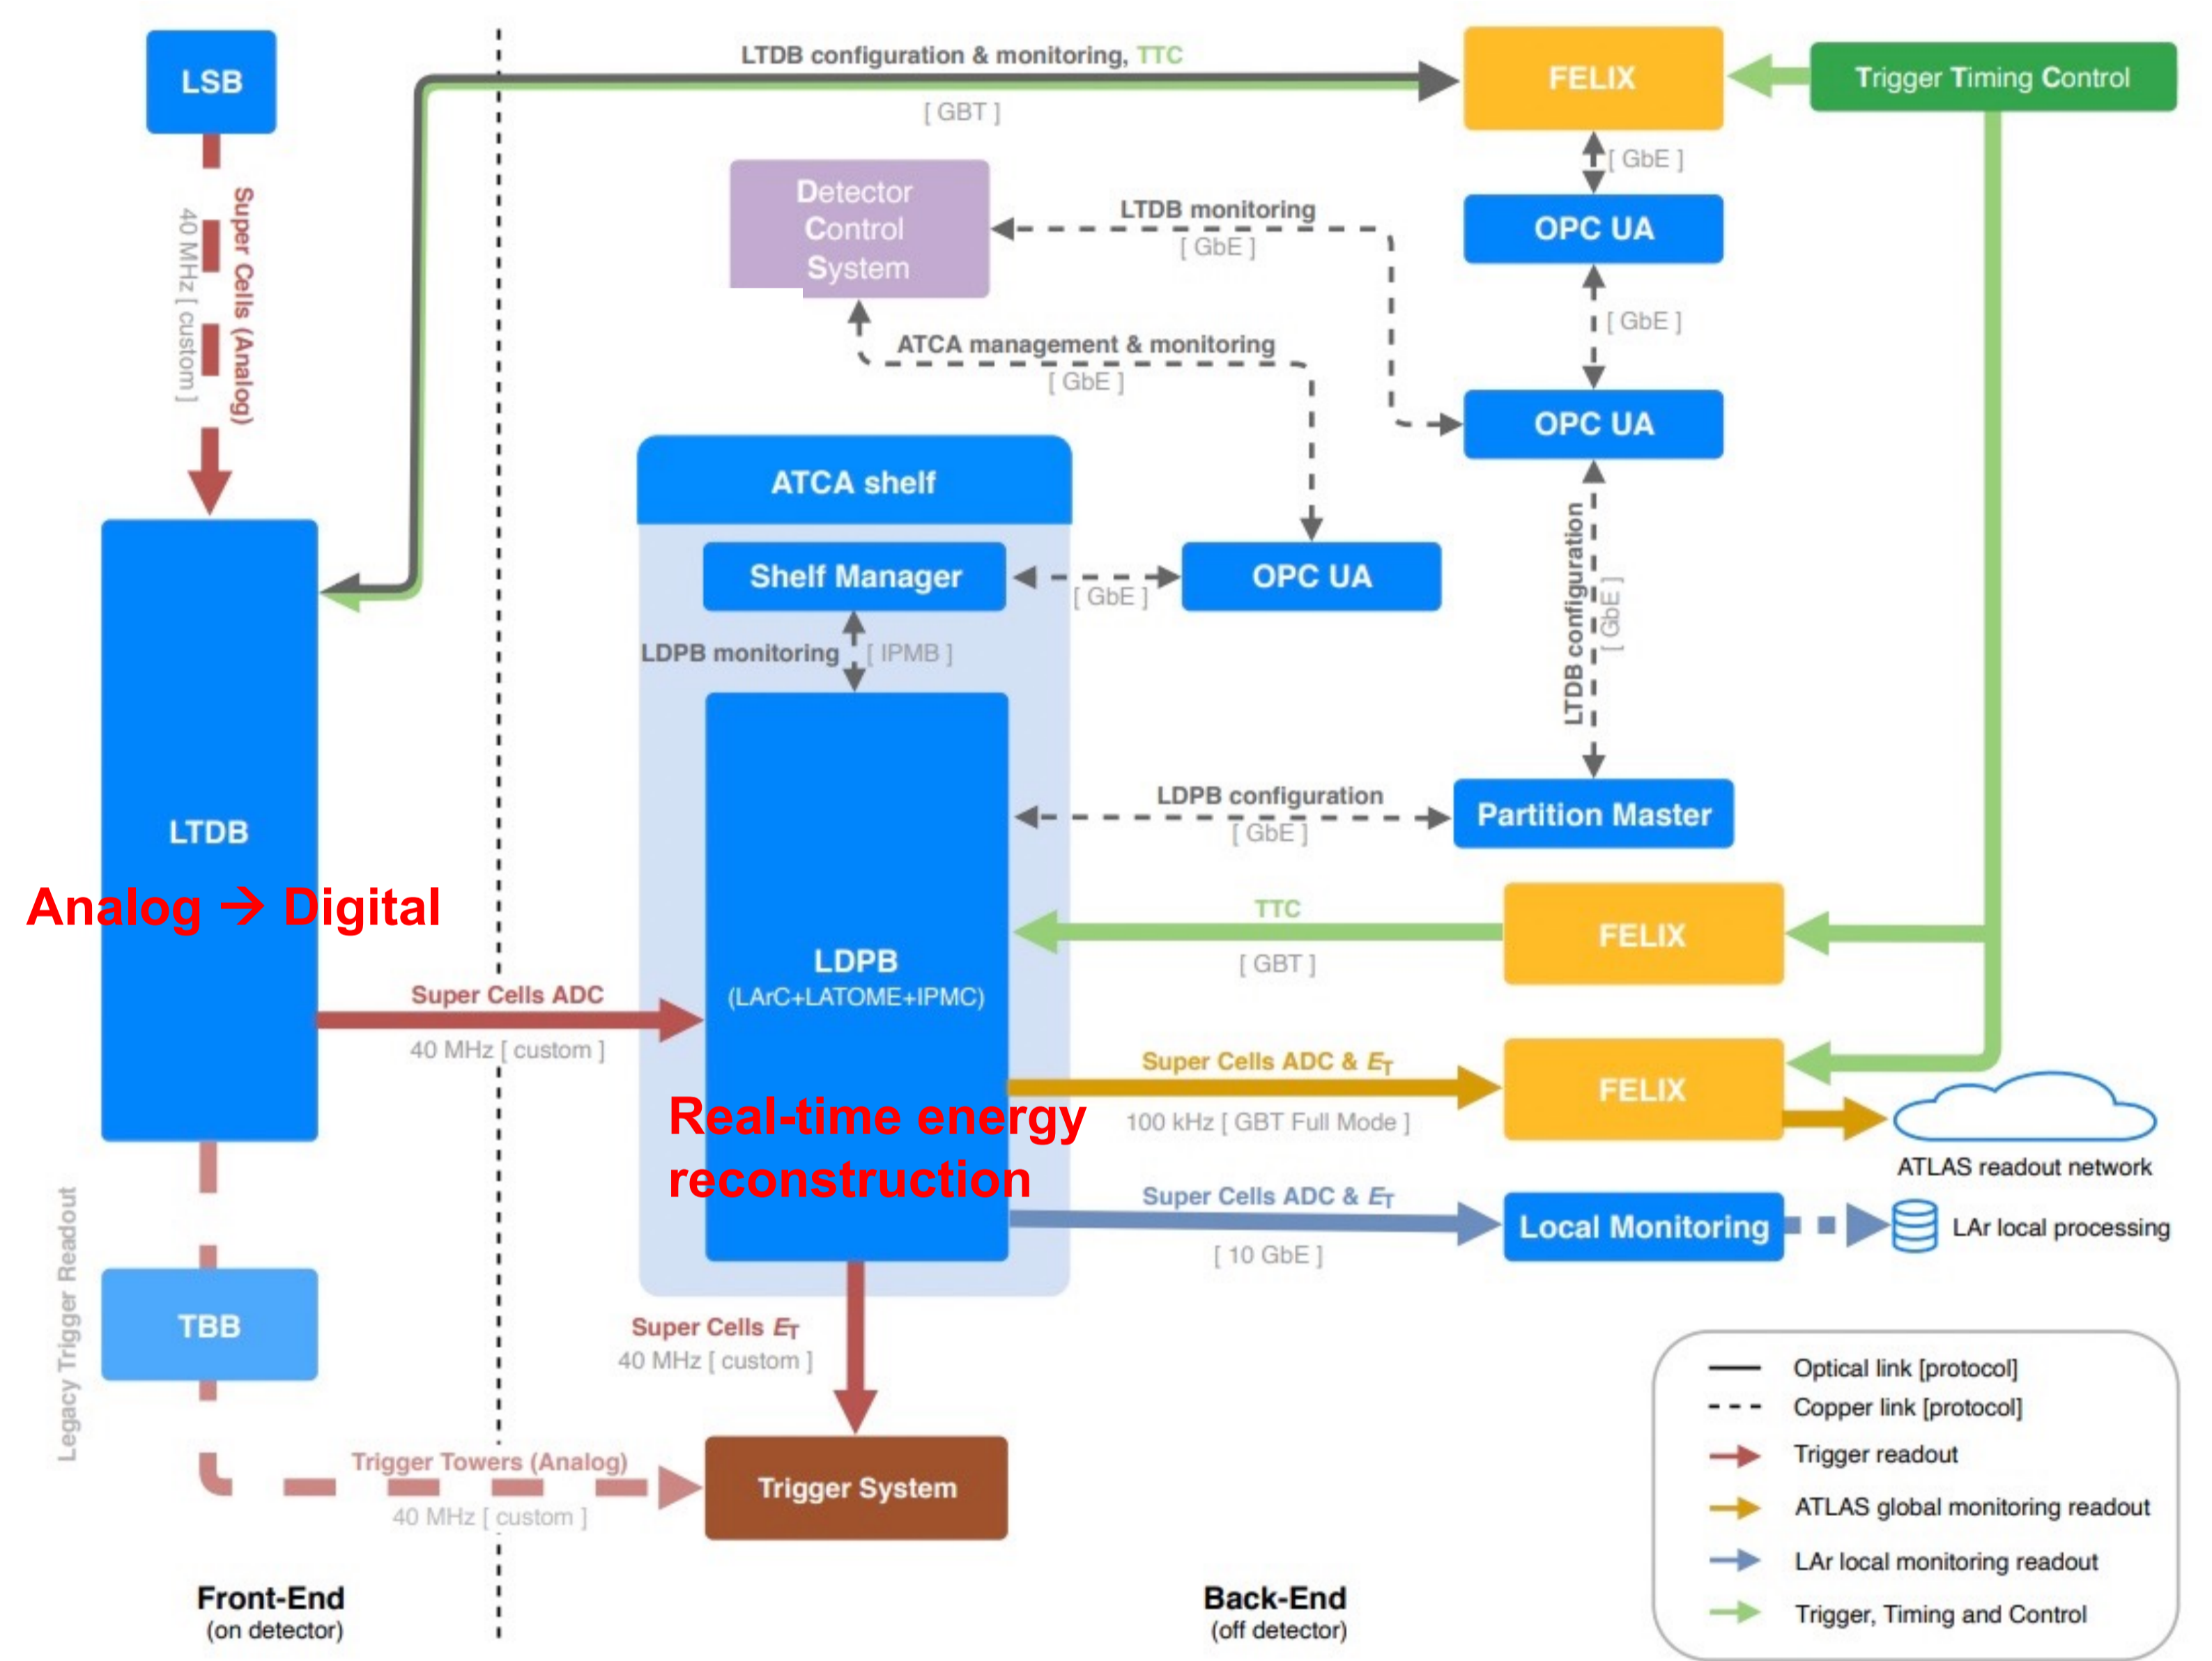 LSB
Super Cells (Analog)
40 MHz [ custom ]
LTDB configuration & monitoring, TTC
[ GBT ]
FELIX
Trigger Timing Control
[ GbE ]
OPC UA
[ GbE ]
OPC UA
Detector
Control
System
LTDB monitoring
[ GbE ]
ATCA management & monitoring
[ GbE ]
ATCA shelf
Shelf Manager
[ GbE ]
OPC UA
LDPB monitoring
[ IPMB ]
LTDB configuration
[ GbE ]
LTDB
Analog → Digital
LDPB configuration
[ GbE ]
Partition Master
TTC
[ GBT ]
FELIX
LDPB
(LArC+LATOME+IPMC)
Super Cells ADC
40 MHz [ custom ]
Real-time energy
reconstruction
Super Cells ADC & ET
100 kHz [ GBT Full Mode ]
FELIX
ATLAS readout network
Super Cells ADC & ET
[ 10 GbE ]
Local Monitoring
LAr local processing
Legacy Trigger Readout
TBB
Super Cells ET
40 MHz [ custom ]
Trigger Towers (Analog)
40 MHz [ custom ]
Trigger System
Front-End
(on detector)
Back-End
(off detector)
Optical link [protocol]
Copper link [protocol]
Trigger readout
ATLAS global monitoring readout
LAr local monitoring readout
Trigger, Timing and Control